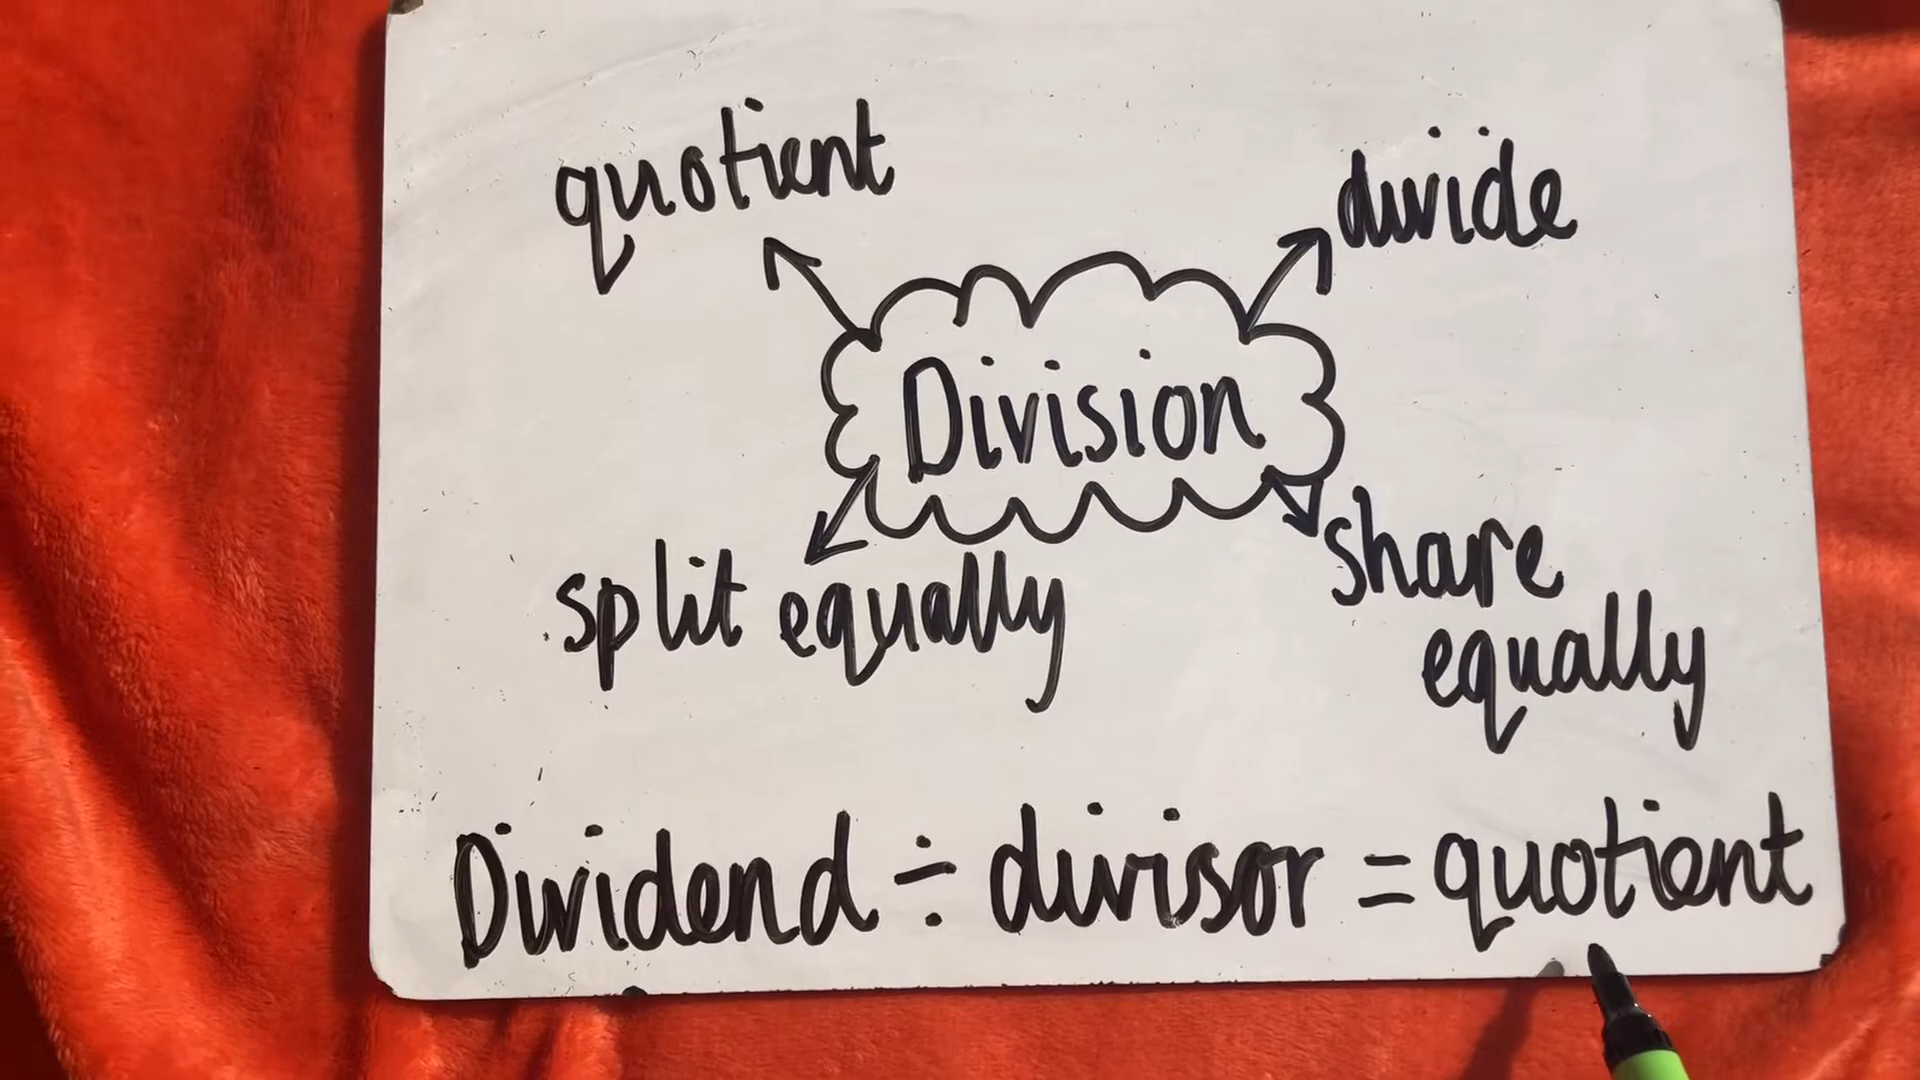 quotient
divide
Division
split equally
share
equally
Dividend ÷ divisor = quotient